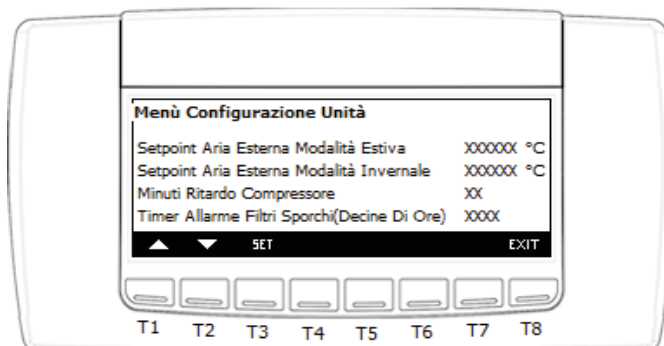 Menù Configurazione Unità
Setpoint Aria Esterna Modalità Estiva XXXXXX °C
Setpoint Aria Esterna Modalità Invernale XXXXXX °C
Minuti Ritardo Compressore XX
Timer Allarme Filtri Sporchi(Decine Di Ore) XXXX
SET EXIT
T1 T2 T3 T4 T5 T6 T7 T8